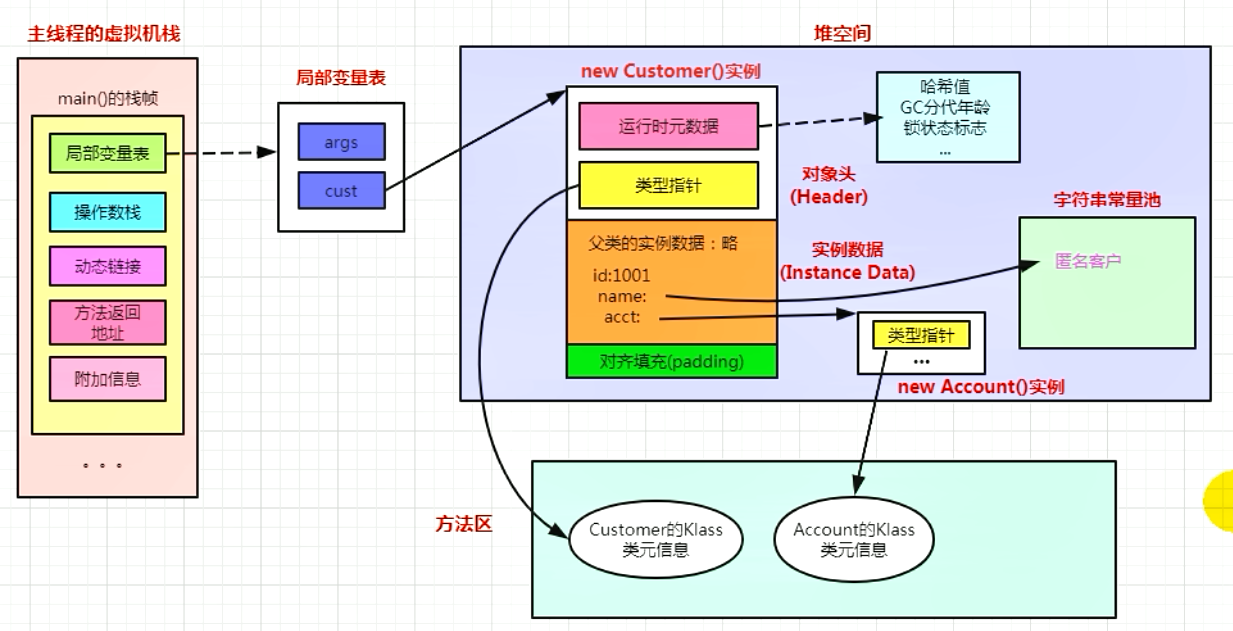 主线程的虚拟机栈
main()的栈帧
局部变量表
操作数栈
动态链接
方法返回
地址
附加信息
。。。
局部变量表
args
cust
堆空间
new Customer()实例
运行时元数据
类型指针
哈希值
GC分代年龄
锁状态标志
...
对象头
(Header)
父类的实例数据：略
id:1001
name:
acct:
实例数据
(Instance Data)
对齐填充(padding)
字符串常量池
匿名客户
类型指针
...
new Account()实例
方法区
Customer的Klass
类元信息
Account的Klass
类元信息